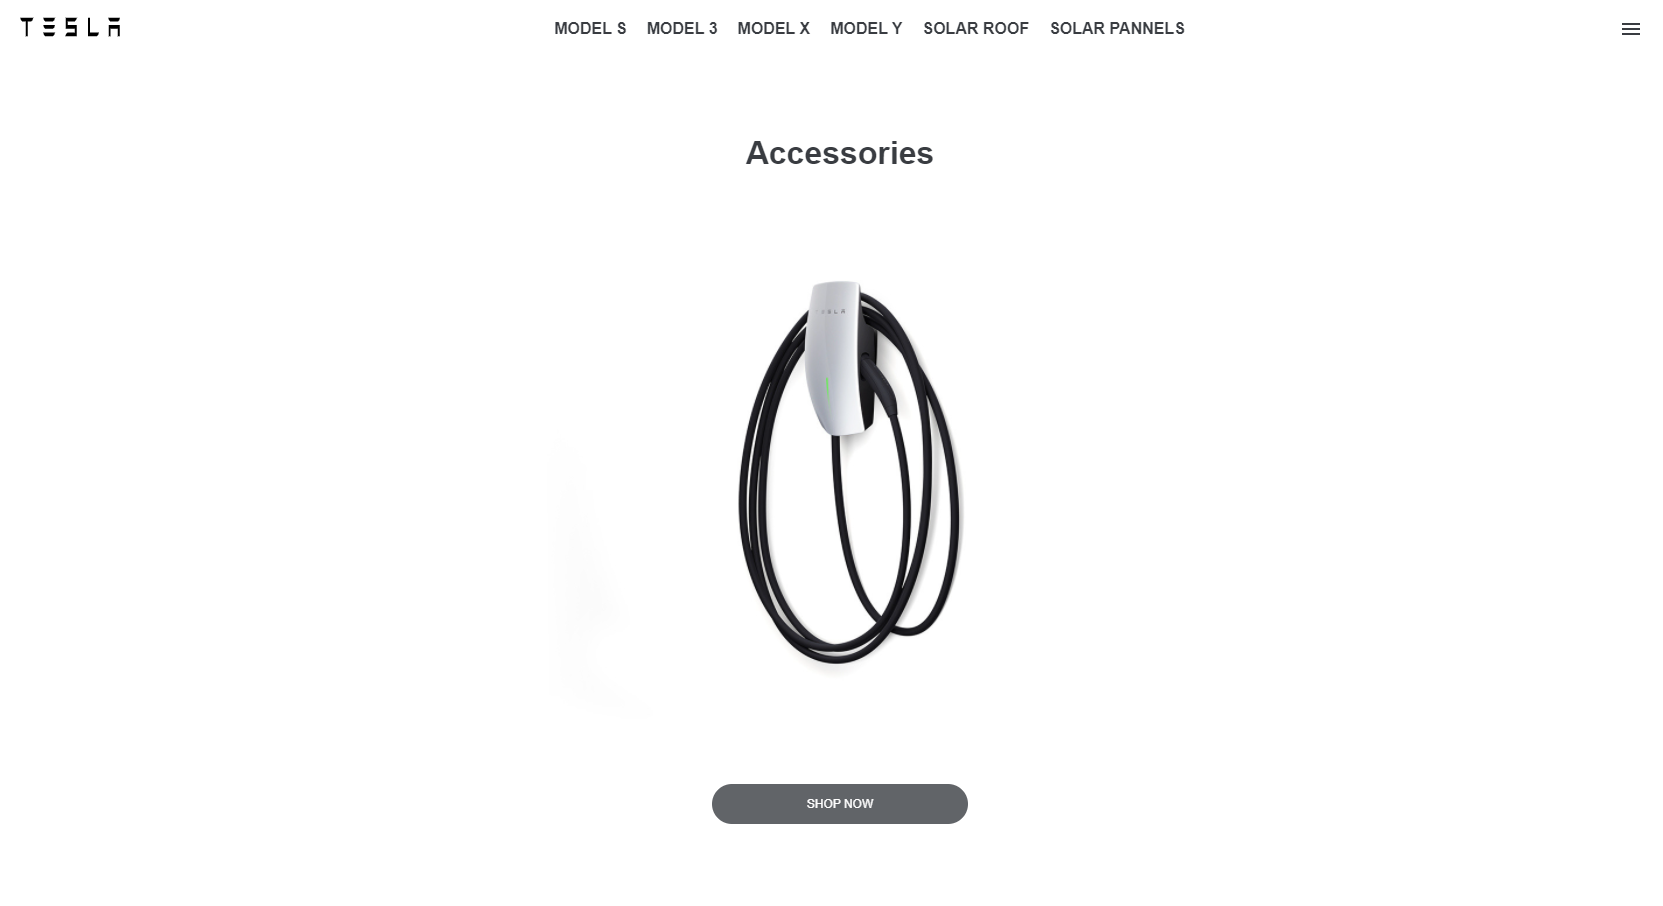 TESLA
MODEL S MODEL 3 MODEL X MODEL Y SOLAR ROOF SOLAR PANNELS
Accessories
TESLA
SHOP NOW